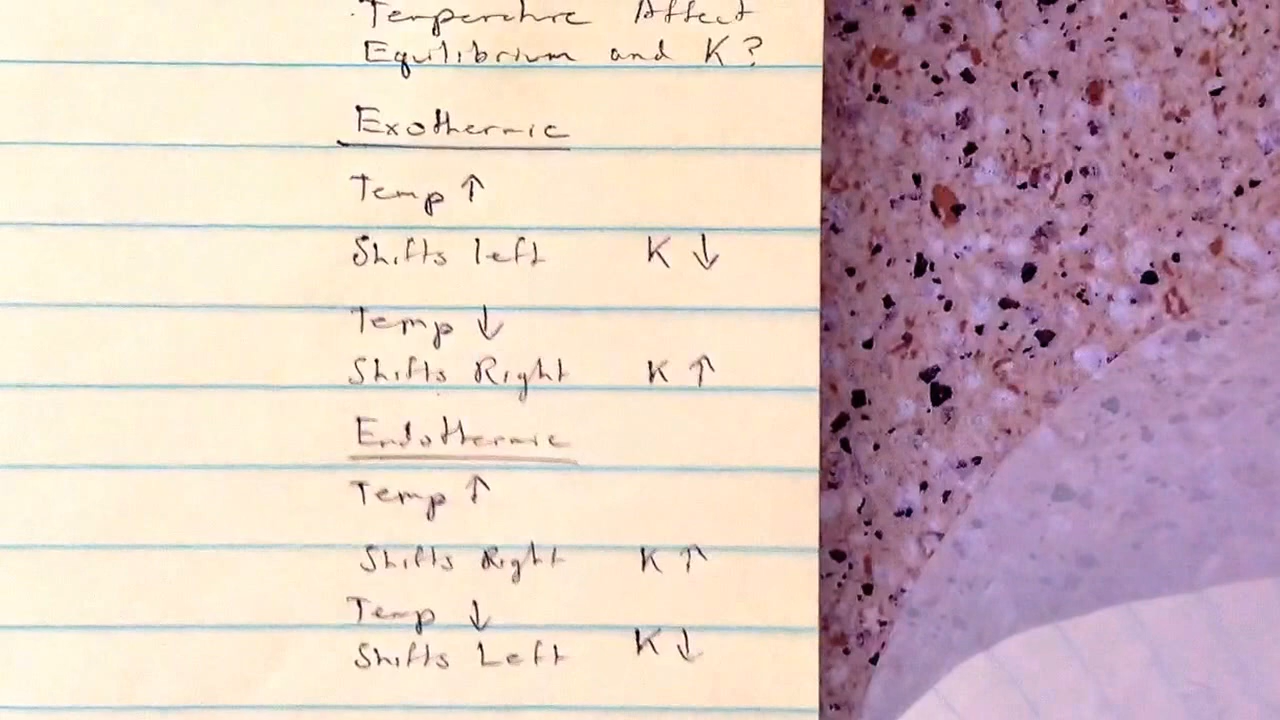 Temperature Affect
Equilibrium and K?
Exothermic
Temp ↑
Shifts left K ↓
Temp ↓
Shifts Right K ↑
Endothermic
Temp ↑
Shifts Right K ↑
Temp ↓
Shifts Left K ↓